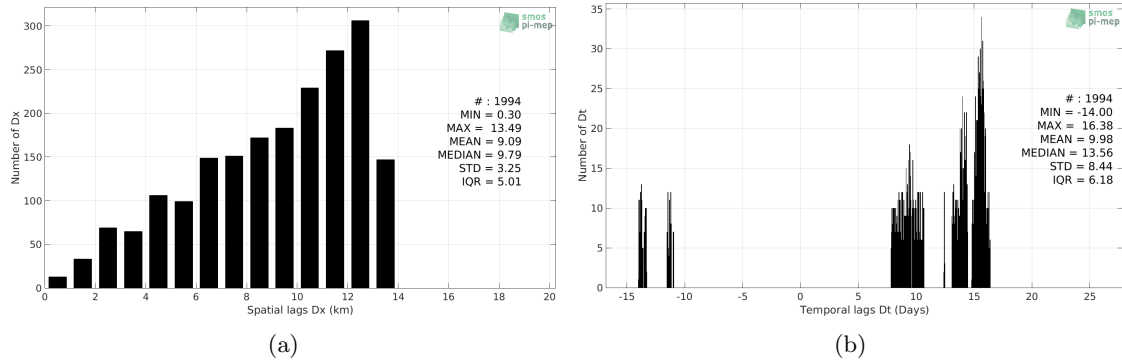 smos
pi-mep
300
250
200
150
100
50
0
Number of Dx
# : 1994
MIN = 0.30
MAX = 13.49
MEAN = 9.09
MEDIAN = 9.79
STD = 3.25
IQR = 5.01
0 2 4 6 8 10 12 14 16 18 20
Spatial lags Dx (km)
(a)
smos
pi-mep
35
30
25
20
15
10
5
0
Number of Dt
# : 1994
MIN = -14.00
MAX = 16.38
MEAN = 9.98
MEDIAN = 13.56
STD = 8.44
IQR = 6.18
-15 -10 -5 0 5 10 15 20 25
Temporal lags Dt (Days)
(b)